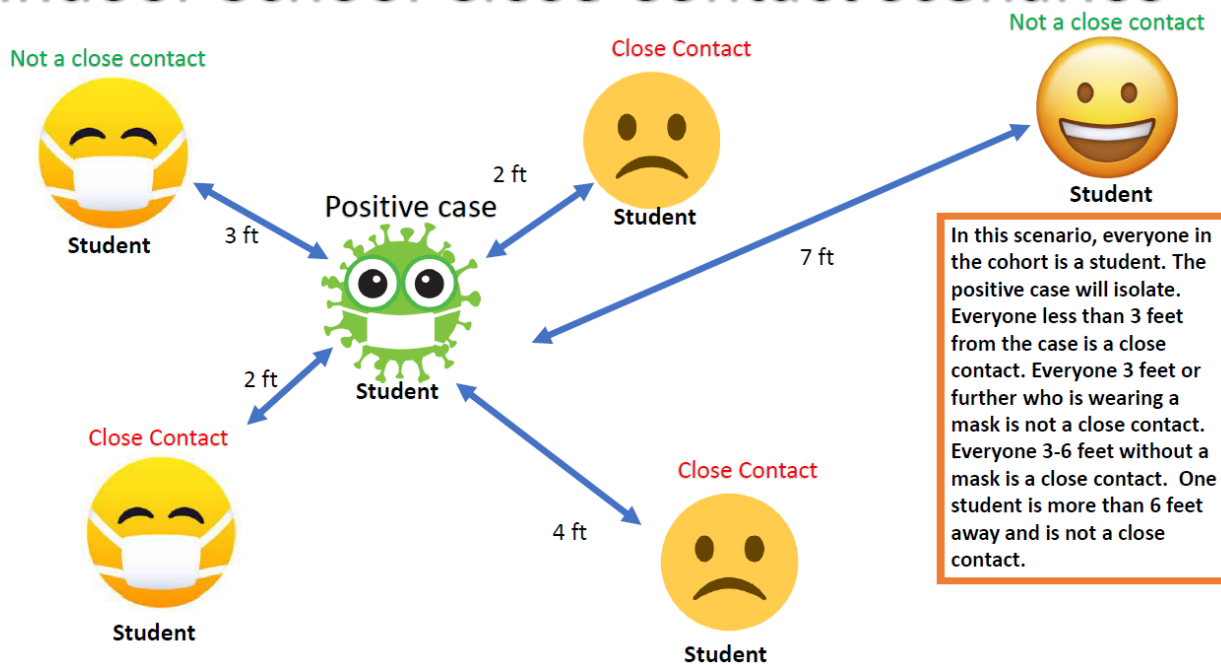 Not a close contact
Close Contact
Not a close contact
Student
2 ft
Student
Positive case
Student
3 ft
7 ft
In this scenario, everyone in
the cohort is a student. The
positive case will isolate.
Everyone less than 3 feet
from the case is a close
contact. Everyone 3 feet or
further who is wearing a
mask is not a close contact.
Everyone 3-6 feet without a
mask is a close contact. One
student is more than 6 feet
away and is not a close
contact.
2 ft
Student
Close Contact
Close Contact
4 ft
Student
Student